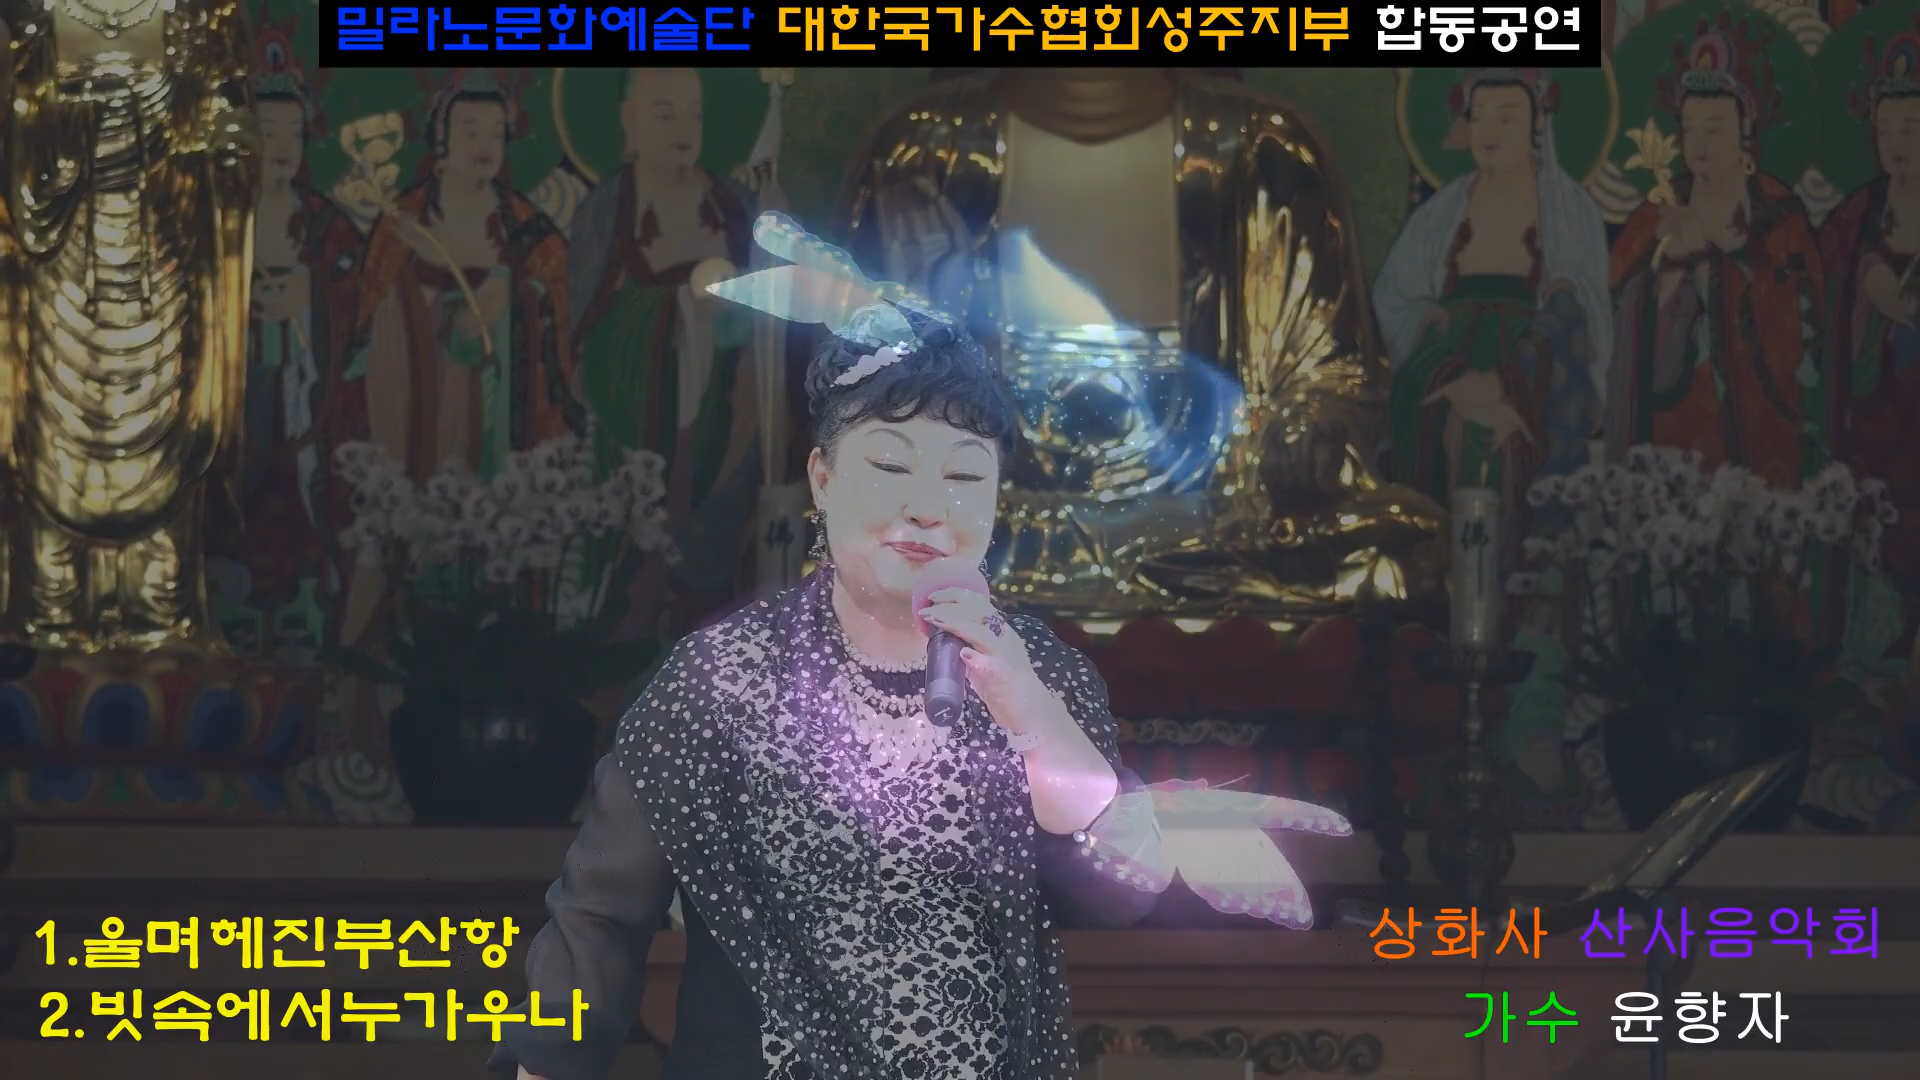 밀라노문화예술단 대한국가수협회성주지부 합동공연
1.울며헤진부산항
2.빗속에서누가우나
상화사 산사음악회
가수 윤향자